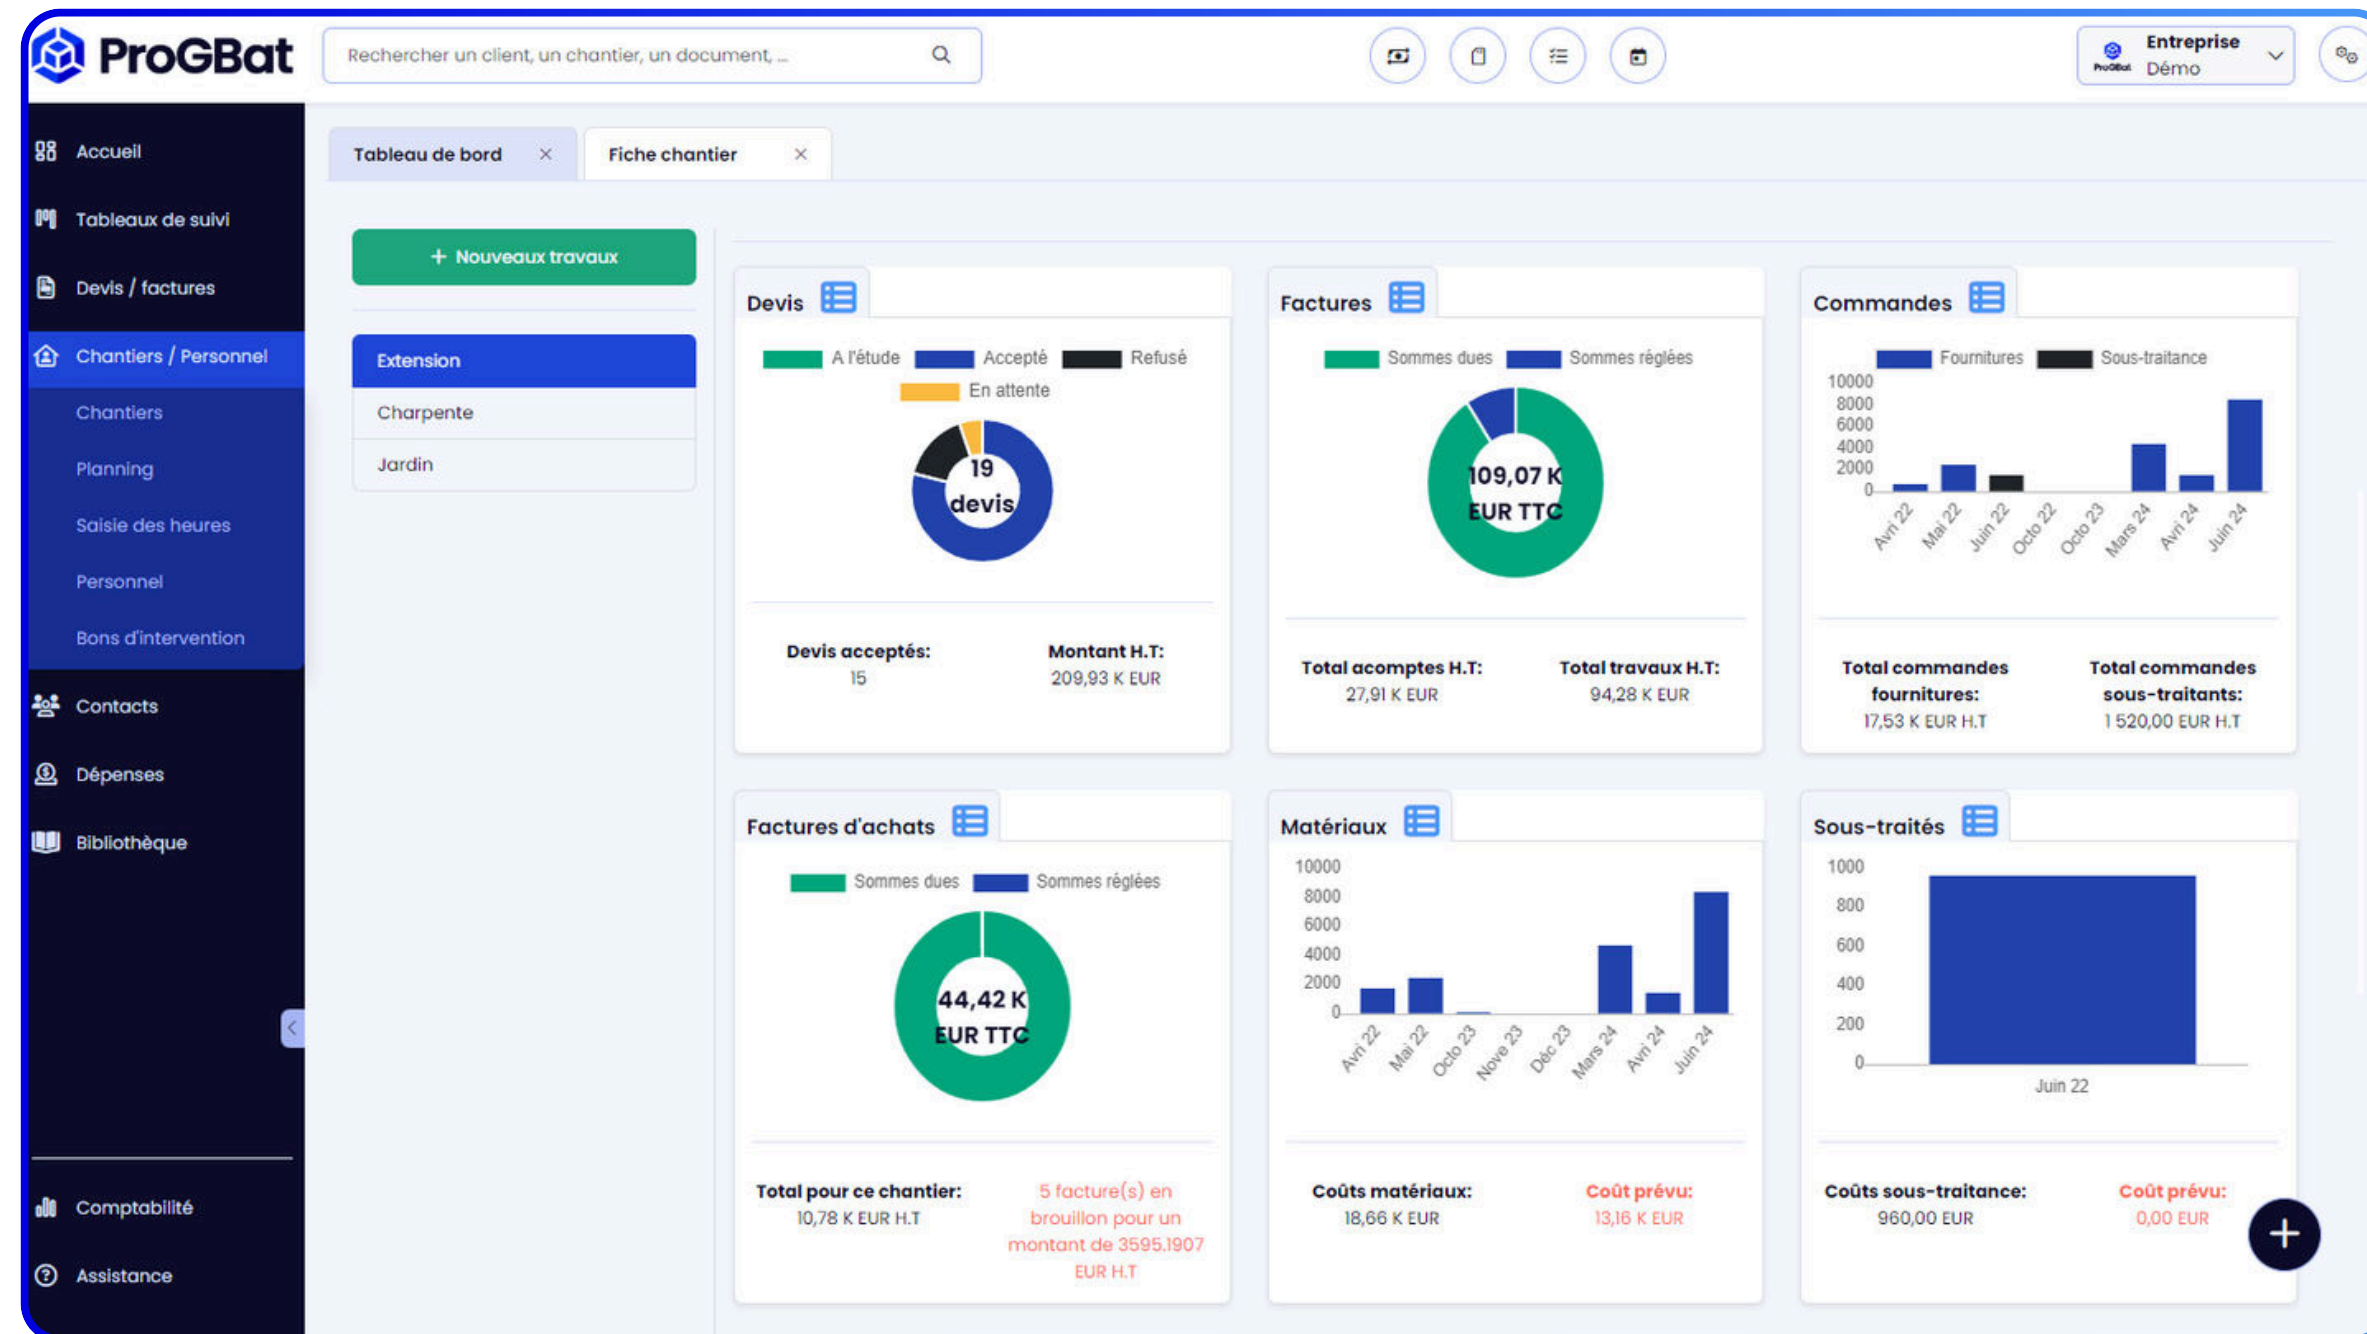 ProGBat
Rechercher un client, un chantier, un document, ...
ProGBat
Entreprise
Démo
Accueil
Tableaux de suivi
Devis / factures
Chantiers / Personnel
Chantiers
Planning
Saisie des heures
Personnel
Bons d'intervention
Contacts
Dépenses
Bibliothèque
Comptabilité
Assistance
Tableau de bord ×
Fiche chantier ×
+ Nouveaux travaux
Extension
Charpente
Jardin
Devis
A l'étude Accepté Refusé
En attente
19
devis
Devis acceptés:
15
Montant H.T:
209,93 K EUR
Factures
Sommes dues Sommes réglées
109,07 K
EUR TTC
Total acomptes H.T:
27,91 K EUR
Total travaux H.T:
94,28 K EUR
Commandes
Fournitures Sous-traitance
10000
8000
6000
4000
2000
0
Avri 22 Mai 22 Juin 22 Octo 22 Octo 23 Mars 24 Avri 24 Juin 24
Total commandes
fournitures:
17,53 K EUR H.T
Total commandes
sous-traitants:
1 520,00 EUR H.T
Factures d'achats
Sommes dues Sommes réglées
44,42 K
EUR TTC
Total pour ce chantier:
10,78 K EUR H.T
5 facture(s) en
brouillon pour un
montant de 3595.1907
EUR H.T
Matériaux
10000
8000
6000
4000
2000
0
Avri 22 Mai 22 Octo 23 Nove 23 Déc 23 Mars 24 Avri 24 Juin 24
Coûts matériaux:
18,66 K EUR
Coût prévu:
13,16 K EUR
Sous-traités
1000
800
600
400
200
0
Juin 22
Coûts sous-traitance:
960,00 EUR
Coût prévu:
0,00 EUR
+